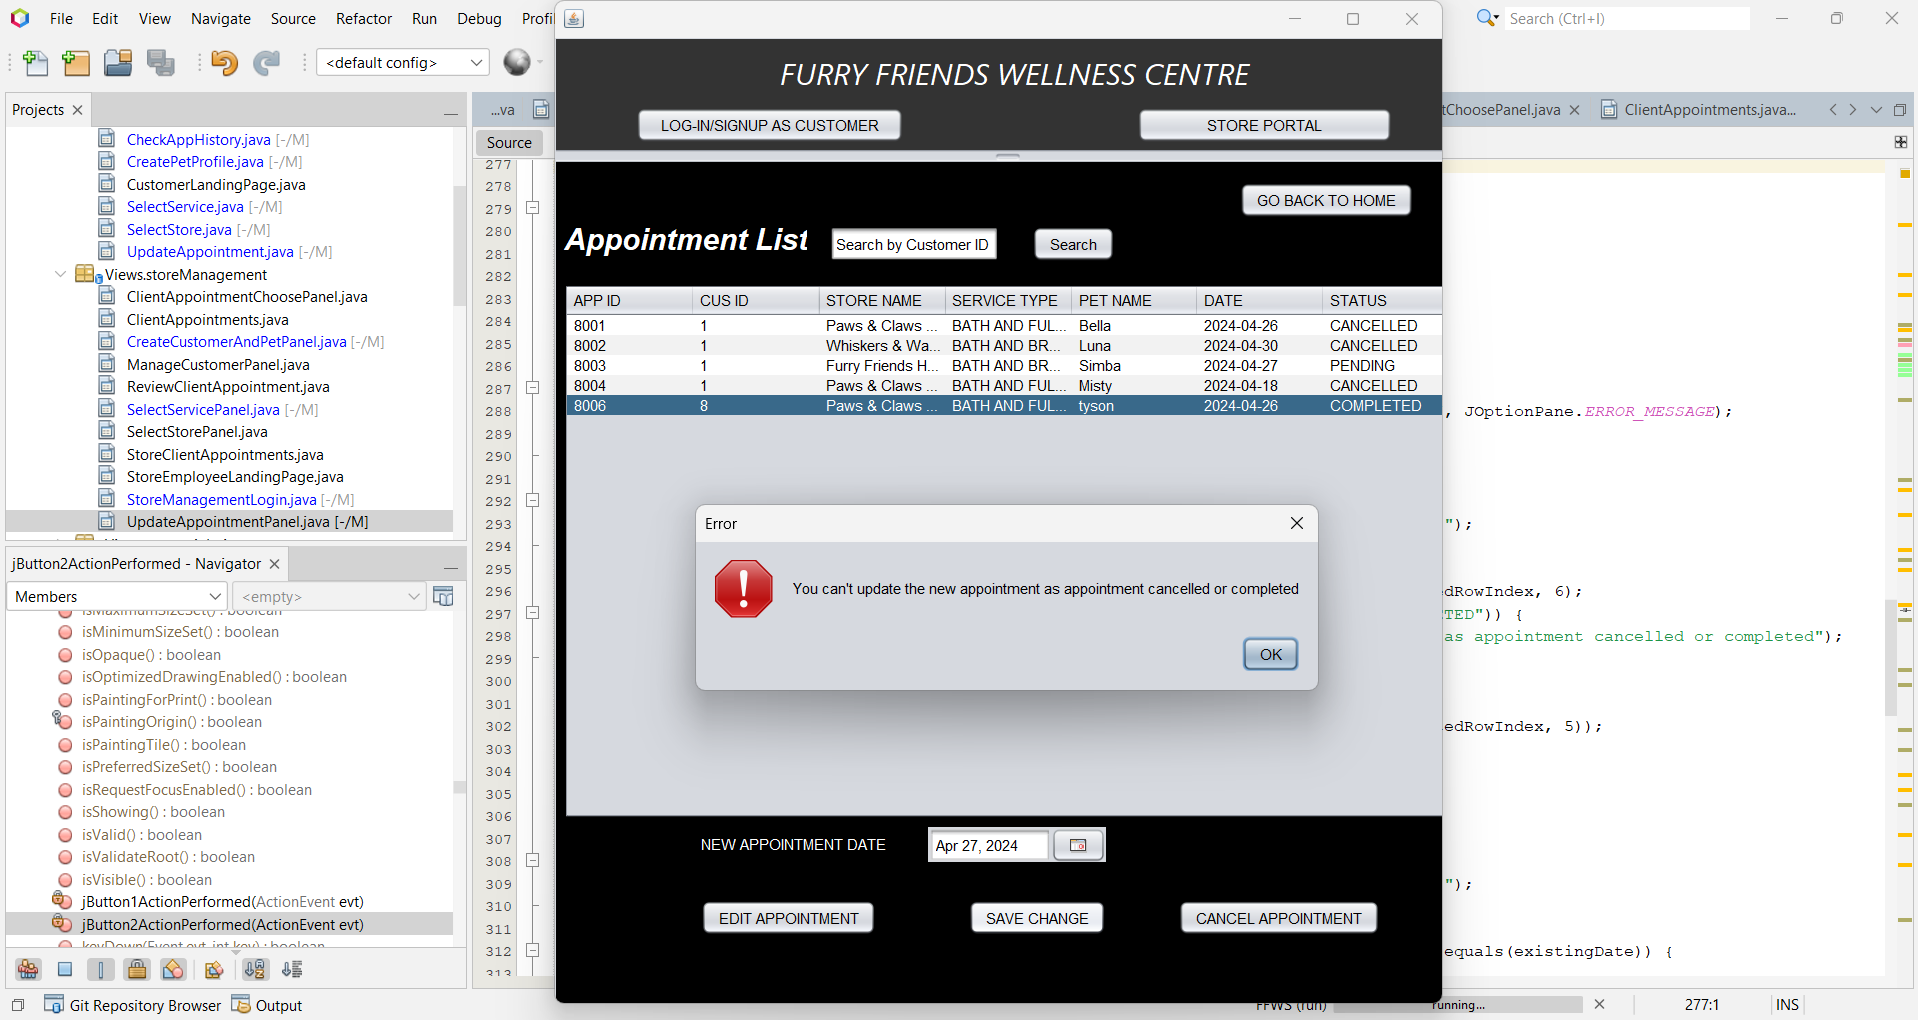 File Edit View Navigate Source Refactor Run Debug
Search (Ctrl+I)
<default config>
Projects
CheckAppHistory.java [-/M]
CreatePetProfile.java [-/M]
CustomerLandingPage.java
SelectService.java [-/M]
SelectStore.java [-/M]
UpdateAppointment.java [-/M]
Views.storeManagement
ClientAppointmentChoosePanel.java
ClientAppointments.java
CreateCustomerAndPetPanel.java [-/M]
ManageCustomerPanel.java
ReviewClientAppointment.java
SelectServicePanel.java [-/M]
SelectStorePanel.java
StoreClientAppointments.java
StoreEmployeeLandingPage.java
StoreManagementLogin.java [-/M]
UpdateAppointmentPanel.java [-/M]
jButton2ActionPerformed - Navigator
Members
<empty>
isMaximumSizeSet() : boolean
isMinimumSizeSet() : boolean
isOpaque() : boolean
isOptimizedDrawingEnabled() : boolean
isPaintingForPrint() : boolean
isPaintingOrigin() : boolean
isPaintingTile() : boolean
isPreferredSizeSet() : boolean
isRequestFocusEnabled() : boolean
isShowing() : boolean
isValid() : boolean
isValidateRoot() : boolean
isVisible() : boolean
jButton1ActionPerformed(ActionEvent evt)
jButton2ActionPerformed(ActionEvent evt)
keyDown(Event evt, int key) : boolean
Git Repository Browser Output
...va
Source
277
278
279
280
281
282
283
284
285
286
287
288
289
290
291
292
293
294
295
296
297
298
299
300
301
302
303
304
305
306
307
308
309
310
311
312
313
FURRY FRIENDS WELLNESS CENTRE
LOG-IN/SIGNUP AS CUSTOMER
STORE PORTAL
GO BACK TO HOME
Appointment List
Search by Customer ID
Search
APP ID CUS ID STORE NAME SERVICE TYPE PET NAME DATE STATUS
8001 1 Paws & Claws ... BATH AND FUL... Bella 2024-04-26 CANCELLED
8002 1 Whiskers & Wa... BATH AND BR... Luna 2024-04-30 CANCELLED
8003 1 Furry Friends H... BATH AND BR... Simba 2024-04-27 PENDING
8004 1 Paws & Claws ... BATH AND FUL... Misty 2024-04-18 CANCELLED
8006 8 Paws & Claws ... BATH AND FUL... tyson 2024-04-26 COMPLETED
Error
You can't update the new appointment as appointment cancelled or completed
OK
NEW APPOINTMENT DATE
Apr 27, 2024
EDIT APPOINTMENT
SAVE CHANGE
CANCEL APPOINTMENT
tChoosePanel.java
ClientAppointments.java...
, JOptionPane.ERROR_MESSAGE);
");
edRowIndex, 6);
TED")) {
as appointment cancelled or completed");
edRowIndex, 5));
");
equals(existingDate)) {
FFWS (run)
running...
277:1
INS